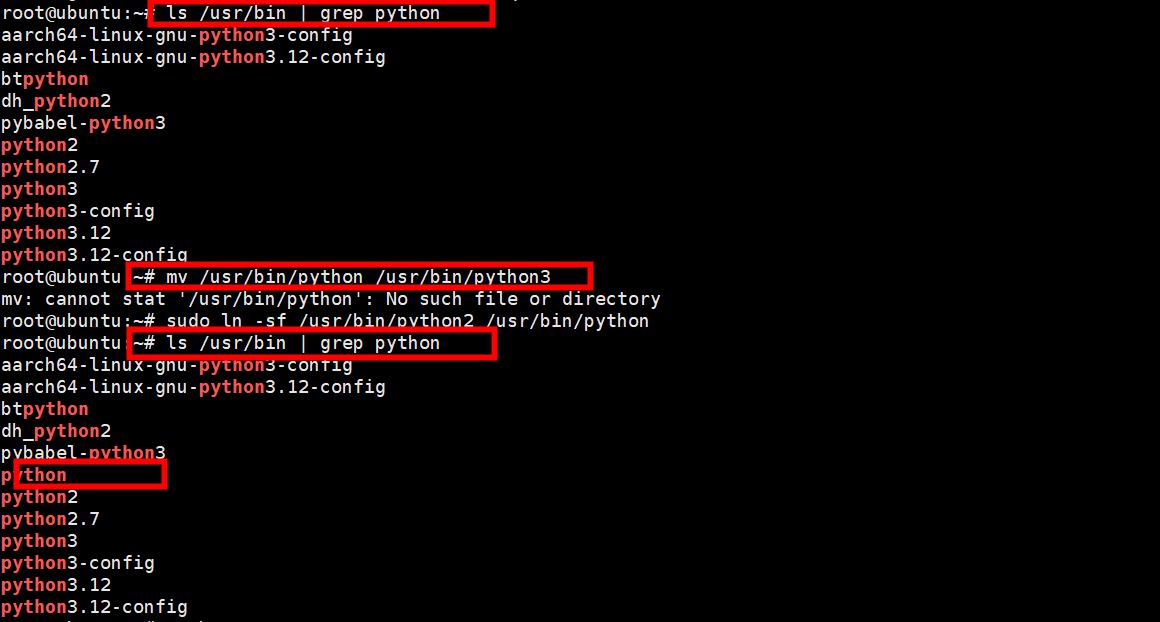 root@ubuntu:~# ls /usr/bin | grep python
aarch64-linux-gnu-python3-config
aarch64-linux-gnu-python3.12-config
btpython
dh_python2
pybabel-python3
python2
python2.7
python3
python3-config
python3.12
python3.12-config
root@ubuntu:~# mv /usr/bin/python /usr/bin/python3
mv: cannot stat '/usr/bin/python': No such file or directory
root@ubuntu:~# sudo ln -sf /usr/bin/python2 /usr/bin/python
root@ubuntu:~# ls /usr/bin | grep python
aarch64-linux-gnu-python3-config
aarch64-linux-gnu-python3.12-config
btpython
dh_python2
pybabel-python3
python
python2
python2.7
python3
python3-config
python3.12
python3.12-config